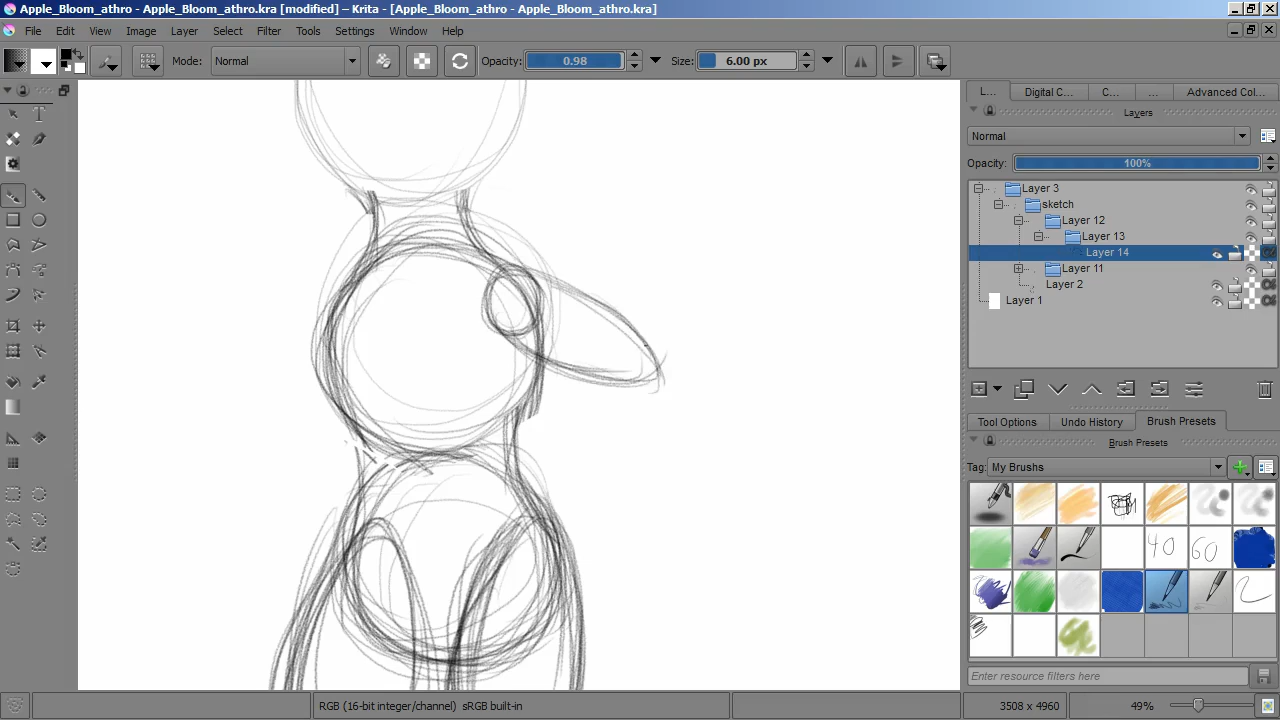 Apple_Bloom_athro - Apple_Bloom_athro.kra [modified] – Krita - [Apple_Bloom_athro - Apple_Bloom_athro.kra]
File Edit View Image Layer Select Filter Tools Settings Window Help
Mode: Normal Opacity: 0.98 Size: 6.00 px
L... Digital C... C... ... Advanced Col...
Layers
Normal
Opacity: 100%
Layer 3
sketch
Layer 12
Layer 13
Layer 14
Layer 11
Layer 2
Layer 1
Tool Options Undo History Brush Presets
Brush Presets
Tag: My Brushes
40 60
Enter resource filters here
RGB (16-bit integer/channel) sRGB built-in 3508 x 4960 49%